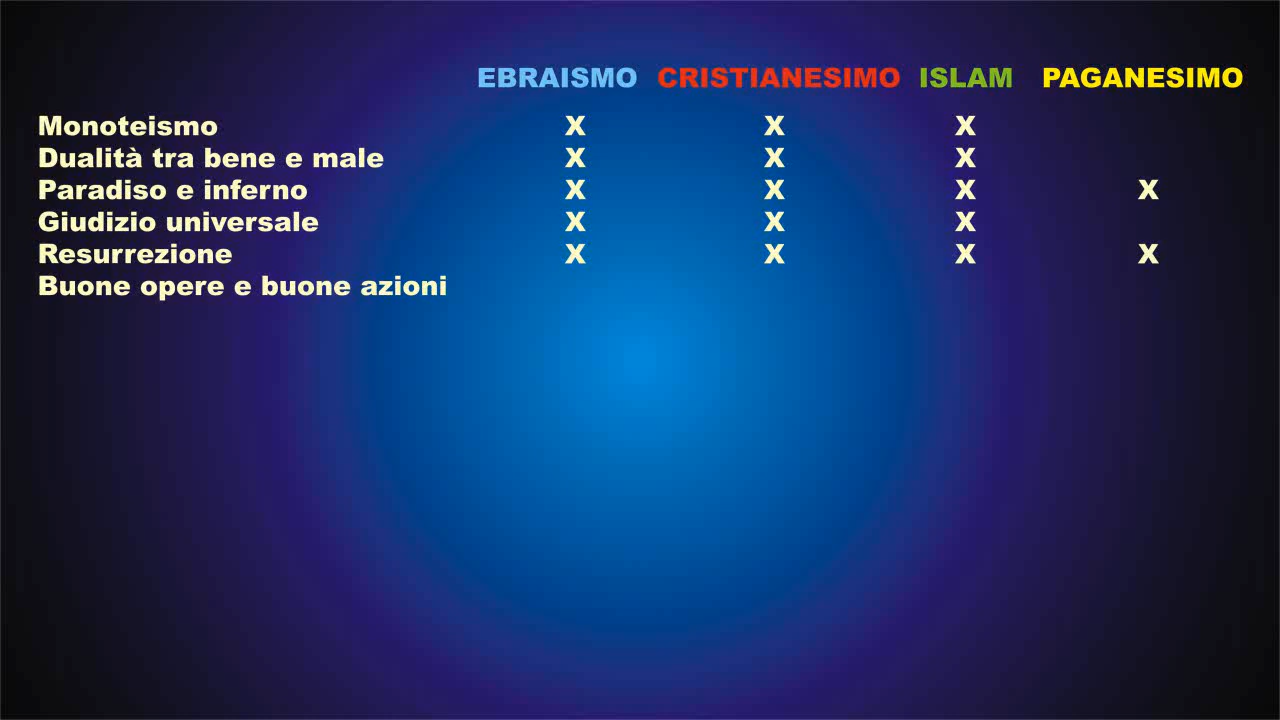 EBRAISMO CRISTIANESIMO ISLAM PAGANESIMO
Monoteismo X X X
Dualità tra bene e male X X X
Paradiso e inferno X X X X
Giudizio universale X X X
Resurrezione X X X X
Buone opere e buone azioni